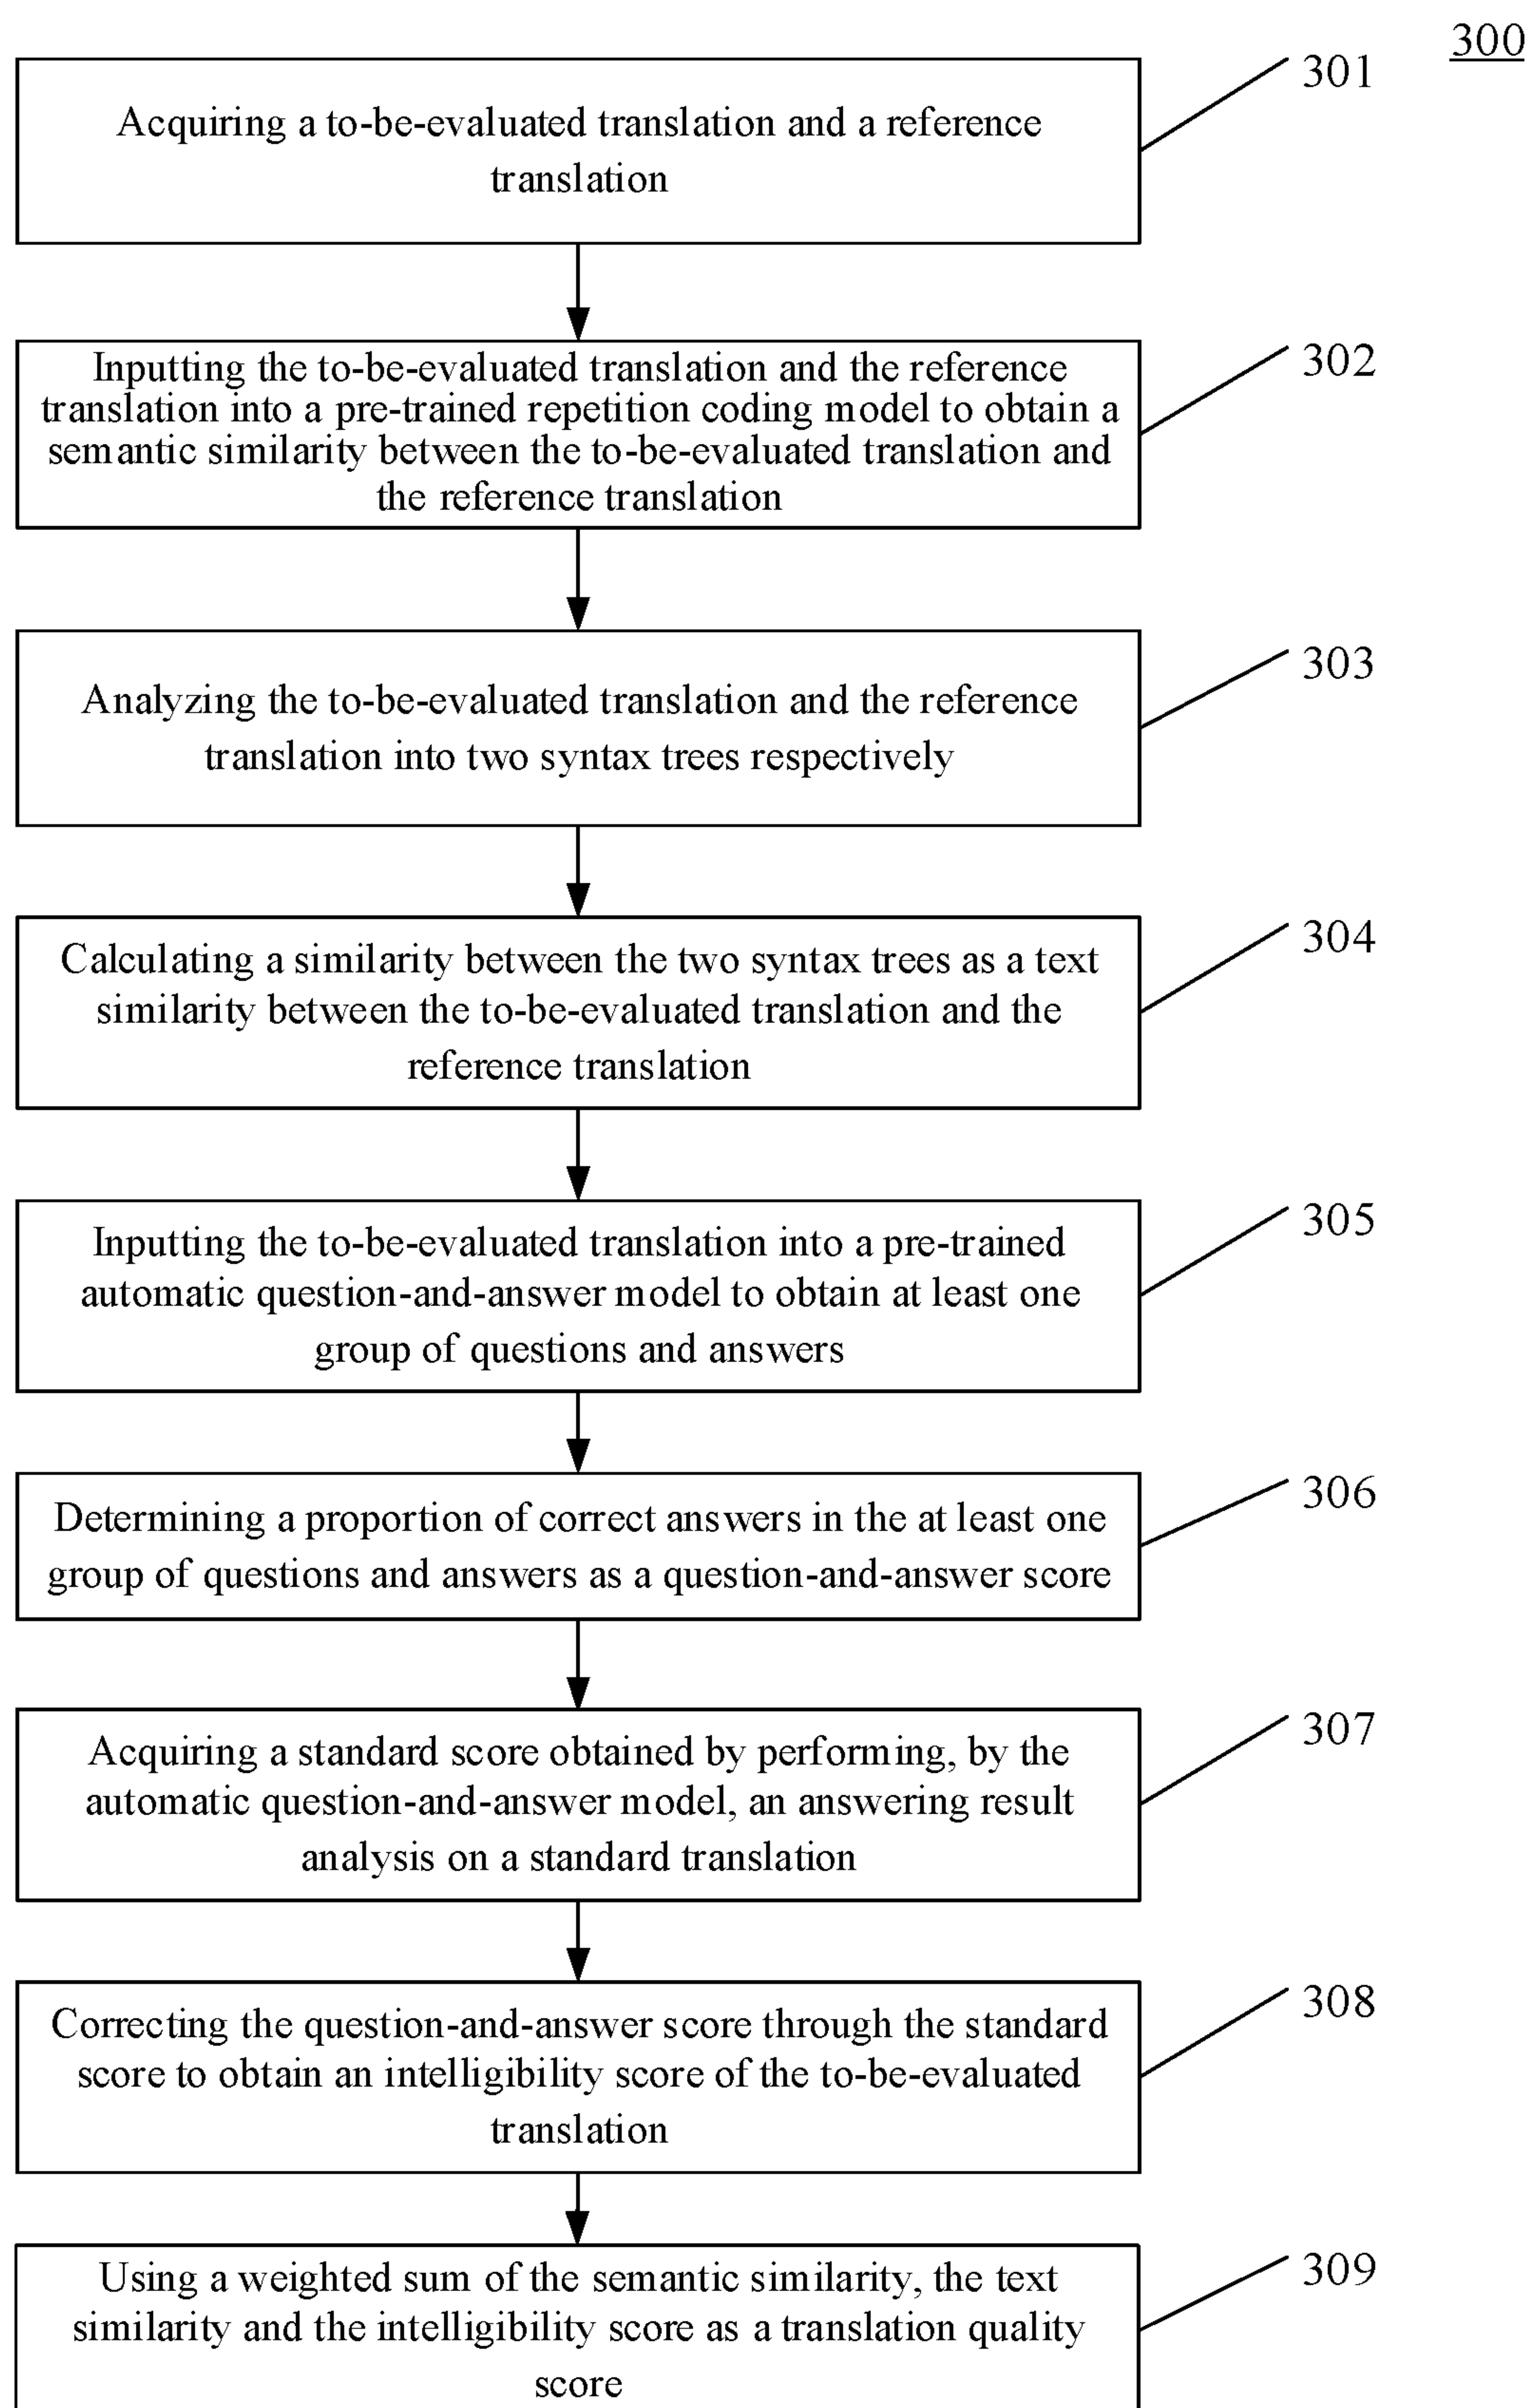 300
301
Acquiring a to-be-evaluated translation and a reference
translation
302
Inputting the to-be-evaluated translation and the reference
translation into a pre-trained repetition coding model to obtain a
semantic similarity between the to-be-evaluated translation and
the reference translation
303
Analyzing the to-be-evaluated translation and the reference
translation into two syntax trees respectively
304
Calculating a similarity between the two syntax trees as a text
similarity between the to-be-evaluated translation and the
reference translation
305
Inputting the to-be-evaluated translation into a pre-trained
automatic question-and-answer model to obtain at least one
group of questions and answers
306
Determining a proportion of correct answers in the at least one
group of questions and answers as a question-and-answer score
307
Acquiring a standard score obtained by performing, by the
automatic question-and-answer model, an answering result
analysis on a standard translation
308
Correcting the question-and-answer score through the standard
score to obtain an intelligibility score of the to-be-evaluated
translation
309
Using a weighted sum of the semantic similarity, the text
similarity and the intelligibility score as a translation quality
score